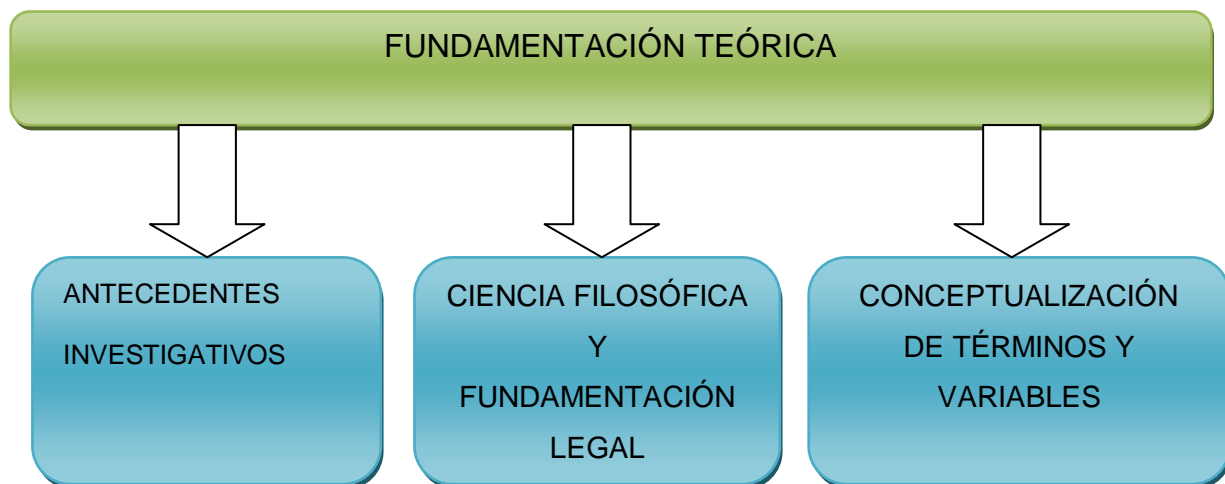 FUNDAMENTACIÓN TEÓRICA
ANTECEDENTES
INVESTIGATIVOS
CIENCIA FILOSÓFICA
Y
FUNDAMENTACIÓN
LEGAL
CONCEPTUALIZACIÓN
DE TÉRMINOS Y
VARIABLES